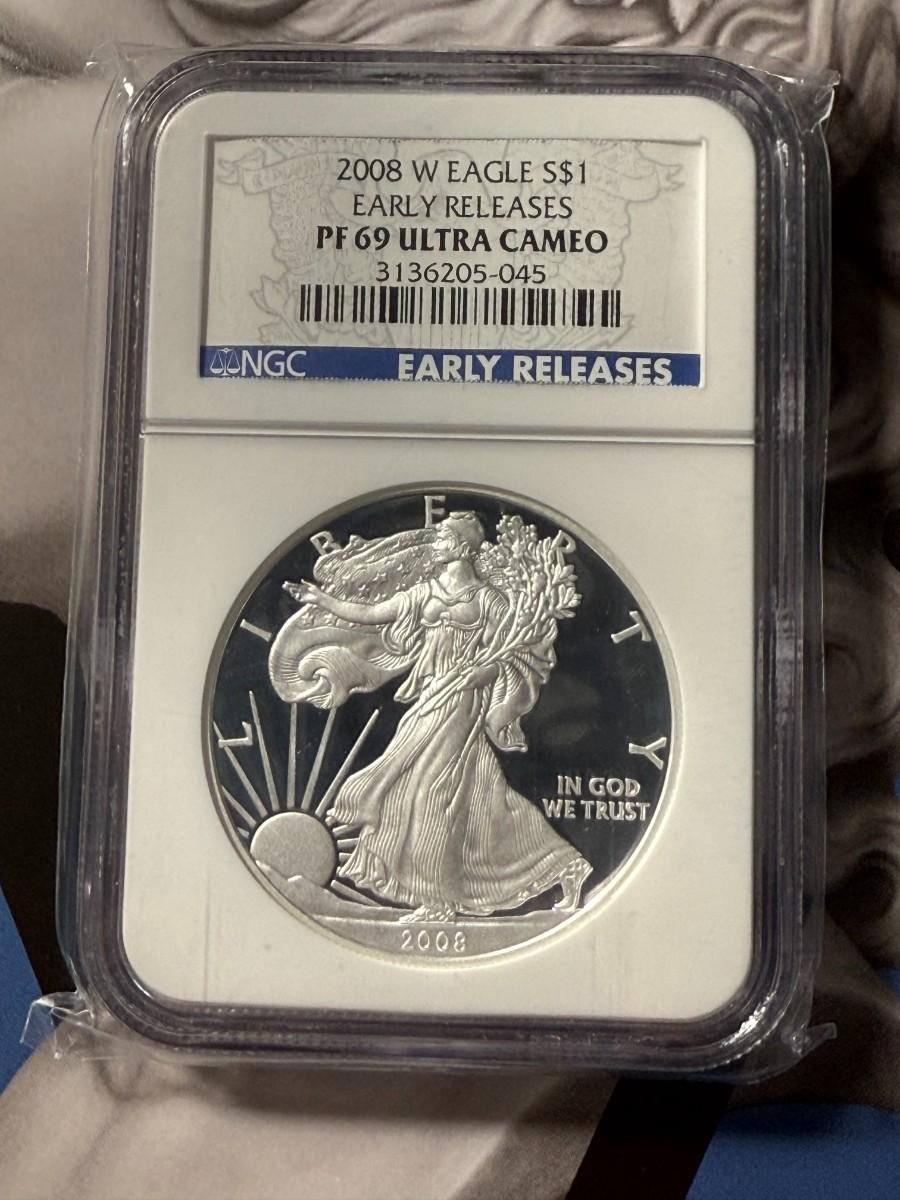 2008 W EAGLE S$1
EARLY RELEASES
PF 69 ULTRA CAMEO
3136205-045
NGC EARLY RELEASES
LIBERTY
IN GOD
WE TRUST
2008